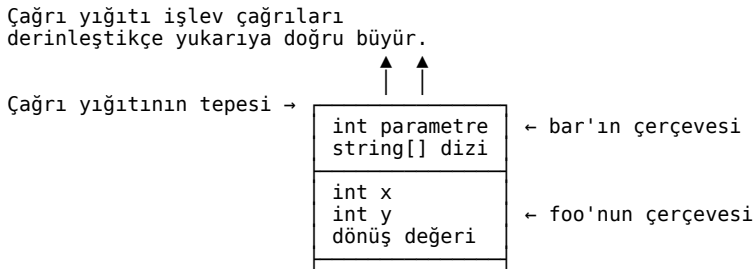 Çağrı yığıtı işlev çağrıları
derinleştikçe yukarıya doğru büyür.
Çağrı yığıtının tepesi →
int parametre ← bar'ın çerçevesi
string[] dizi
int x
int y ← foo'nun çerçevesi
dönüş değeri